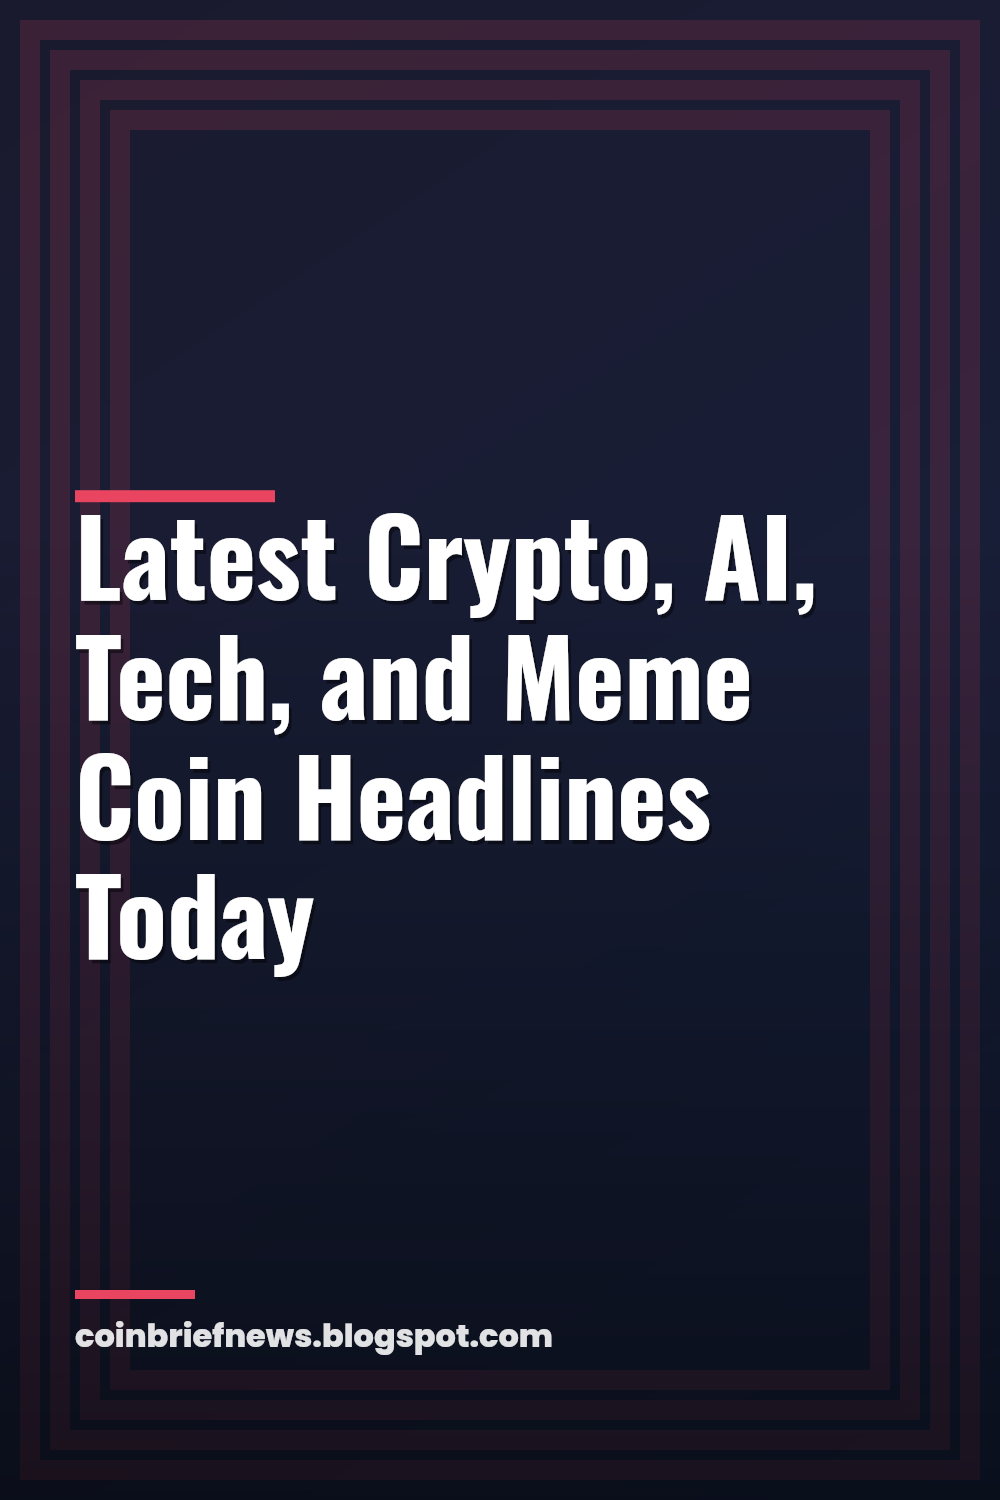 Latest Crypto, AI,
Tech, and Meme
Coin Headlines
Today
coinbriefnews.blogspot.com